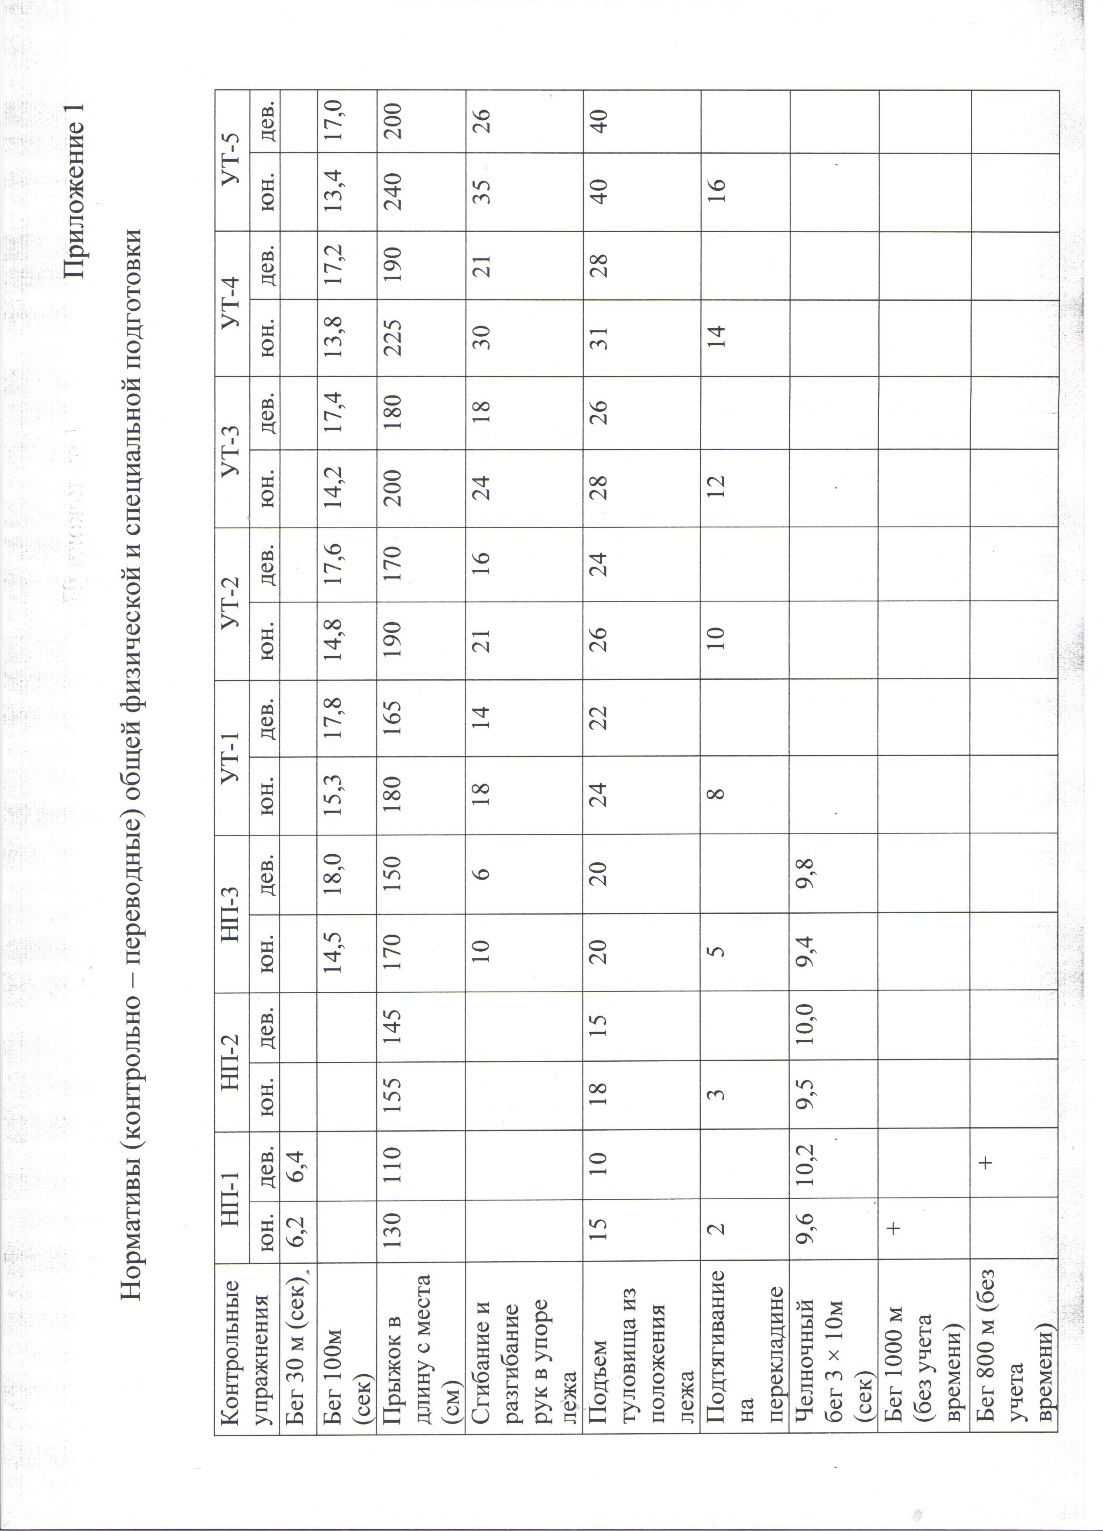 Приложение 1
Нормативы (контрольно – переводные) общей физической и специальной подготовки
Контрольные упражнения НП-1 НП-2 НП-3 УТ-1 УТ-2 УТ-3 УТ-4 УТ-5
юн. дев. юн. дев. юн. дев. юн. дев. юн. дев. юн. дев. юн. дев. юн. дев.
Бег 30 м (сек). 6,2 6,4
Бег 100м (сек) 14,5 18,0 15,3 17,8 14,8 17,6 14,2 17,4 13,8 17,2 13,4 17,0
Прыжок в длину с места (см) 130 110 155 145 170 150 180 165 190 170 200 180 225 190 240 200
Сгибание и разгибание рук в упоре лежа 10 6 18 14 21 16 24 18 30 21 35 26
Подъем туловища из положения лежа 15 10 18 15 20 20 24 22 26 24 28 26 31 28 40 40
Подтягивание на перекладине 2 3 5 8 10 12 14 16
Челночный бег 3 × 10м (сек) 9,6 10,2 9,5 10,0 9,4 9,8
Бег 1000 м (без учета времени) +
Бег 800 м (без учета времени) +